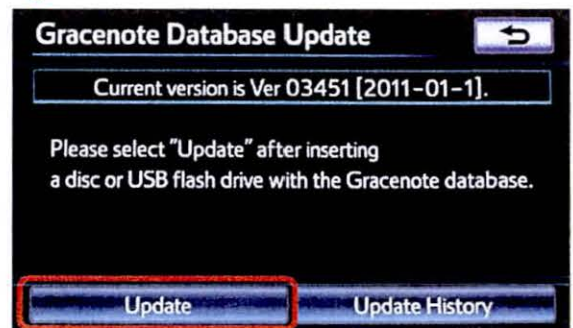 Gracenote Database Update
Current version is Ver 03451 [2011-01-1].
Please select "Update" after inserting
a disc or USB flash drive with the Gracenote database.
Update
Update History